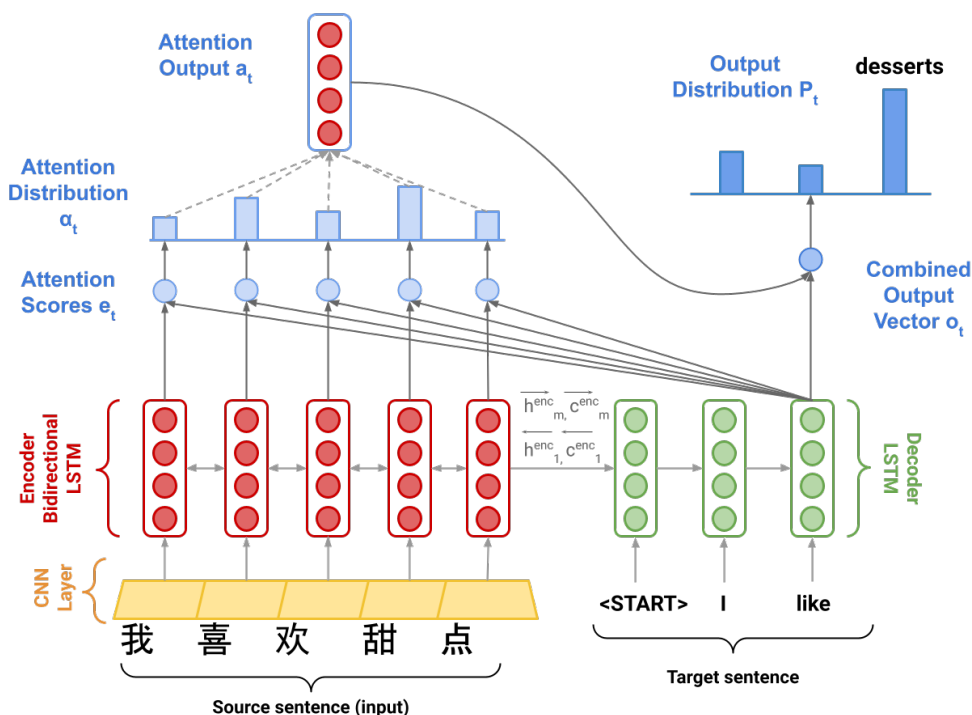 Attention
Output a_t
Output
Distribution P_t
desserts
Attention
Distribution
α_t
Attention
Scores e_t
Combined
Output
Vector o_t
Encoder
Bidirectional
LSTM
h^enc_m, c^enc_m
h^enc_1, c^enc_1
Decoder
LSTM
CNN
Layer
我 喜 欢 甜 点
<START> I like
Source sentence (input)
Target sentence